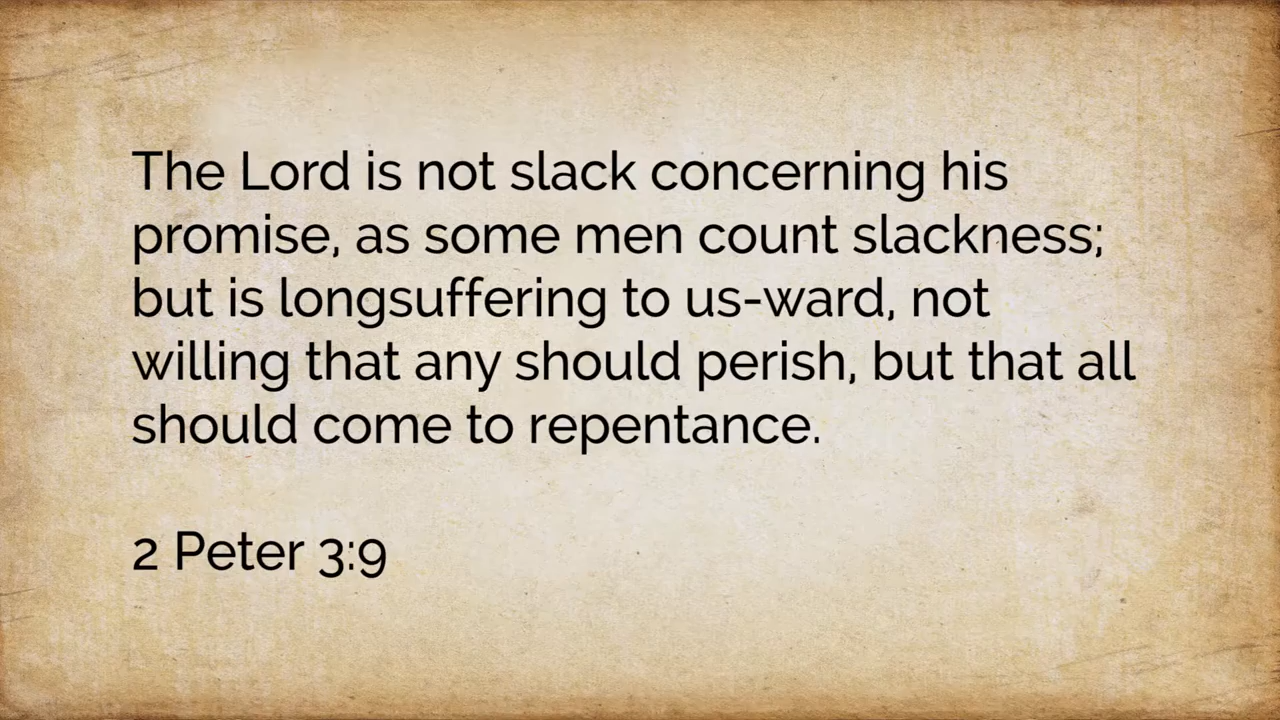 The Lord is not slack concerning his
promise, as some men count slackness;
but is longsuffering to us-ward, not
willing that any should perish, but that all
should come to repentance.
2 Peter 3:9